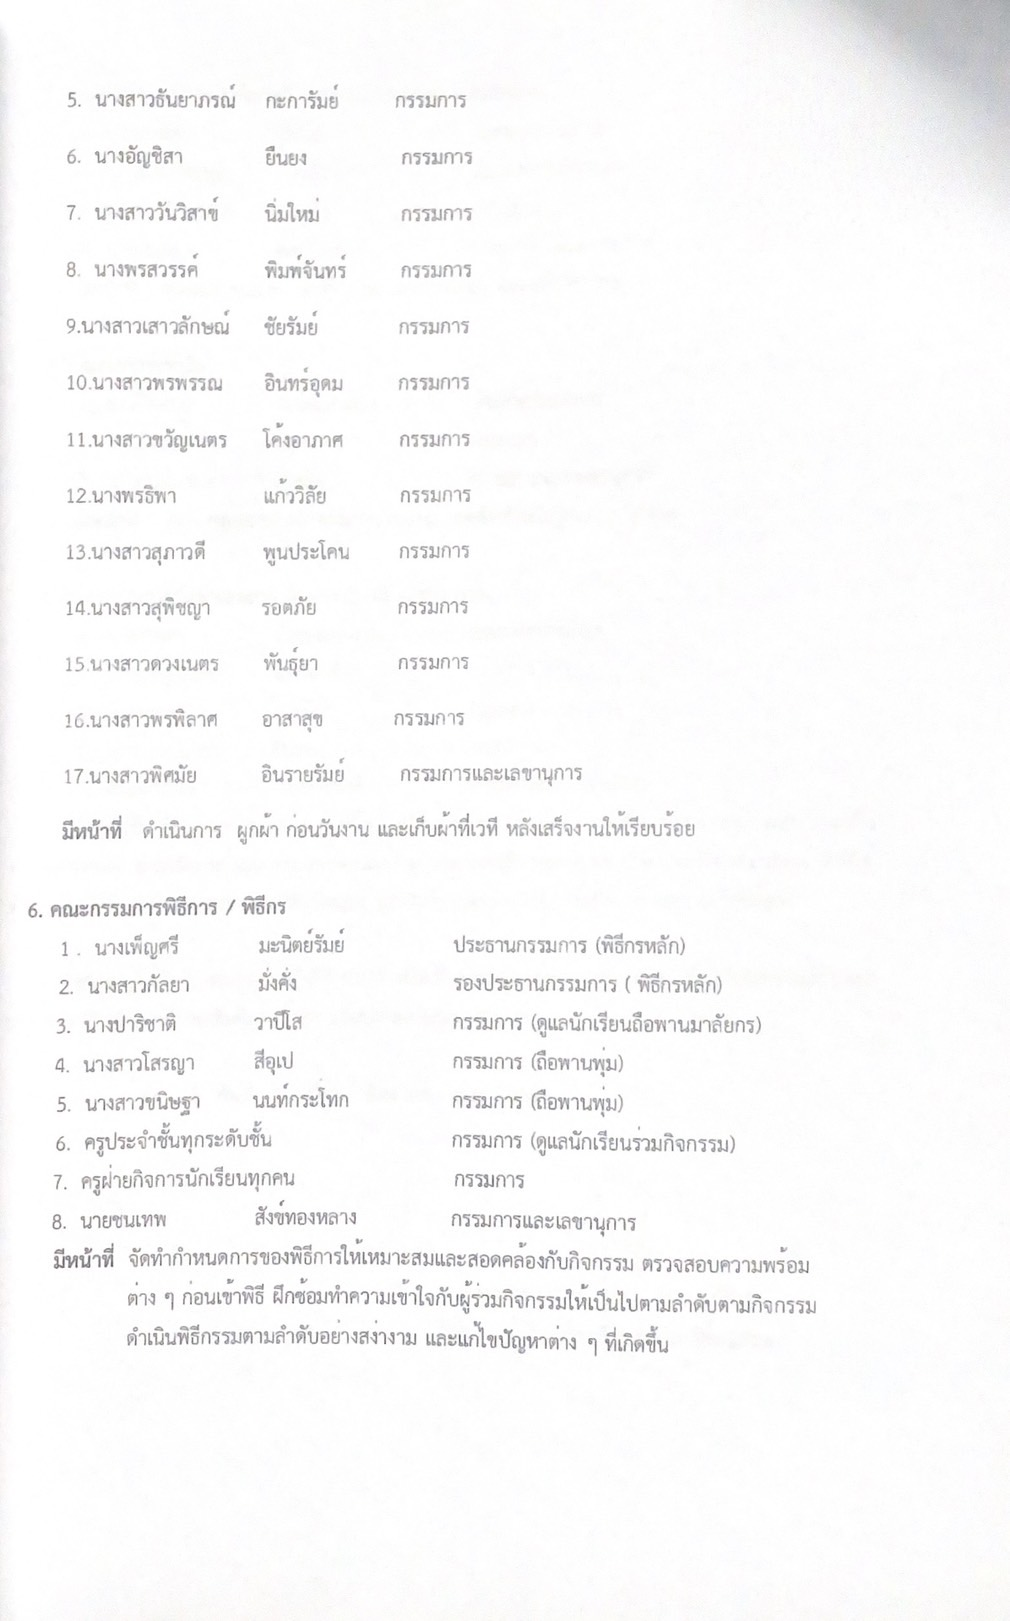 5. นางสาวธันยาภรณ์ กะการัมย์ กรรมการ
6. นางอัญชิสา ยืนยง กรรมการ
7. นางสาววันวิสาข์ นิ่มใหม่ กรรมการ
8. นางพรสวรรค์ พิมพ์จันทร์ กรรมการ
9.นางสาวเสาวลักษณ์ ชัยรัมย์ กรรมการ
10.นางสาวพรพรรณ อินทร์อุดม กรรมการ
11.นางสาวขวัญเนตร โค้งอาภาศ กรรมการ
12.นางพรธิพา แก้ววิลัย กรรมการ
13.นางสาวสุภาวดี พูนประโคน กรรมการ
14.นางสาวสุพิชญา รอตภัย กรรมการ
15.นางสาวดวงเนตร พันธุ์ยา กรรมการ
16.นางสาวพรพิลาศ อาสาสุข กรรมการ
17.นางสาวพิศมัย อินรายรัมย์ กรรมการและเลขานุการ
มีหน้าที่ ดำเนินการ ผูกผ้า ก่อนวันงาน และเก็บผ้าที่เวที หลังเสร็จงานให้เรียบร้อย
6. คณะกรรมการพิธีการ / พิธีกร
1 . นางเพ็ญศรี มะนิตย์รัมย์ ประธานกรรมการ (พิธีกรหลัก)
2. นางสาวกัลยา มั่งคั่ง รองประธานกรรมการ ( พิธีกรหลัก)
3. นางปาริชาติ วาปีโส กรรมการ (ดูแลนักเรียนถือพานมาลัยกร)
4. นางสาวโสรญา สีอุเป กรรมการ (ถือพานพุ่ม)
5. นางสาวขนิษฐา นนท์กระโทก กรรมการ (ถือพานพุ่ม)
6. ครูประจำชั้นทุกระดับชั้น กรรมการ (ดูแลนักเรียนร่วมกิจกรรม)
7. ครูฝ่ายกิจการนักเรียนทุกคน กรรมการ
8. นายชนเทพ สังข์ทองหลาง กรรมการและเลขานุการ
มีหน้าที่ จัดทำกำหนดการของพิธีการให้เหมาะสมและสอดคล้องกับกิจกรรม ตรวจสอบความพร้อม
ต่าง ๆ ก่อนเข้าพิธี ฝึกซ้อมทำความเข้าใจกับผู้ร่วมกิจกรรมให้เป็นไปตามลำดับตามกิจกรรม
ดำเนินพิธีกรรมตามลำดับอย่างสง่างาม และแก้ไขปัญหาต่าง ๆ ที่เกิดขึ้น